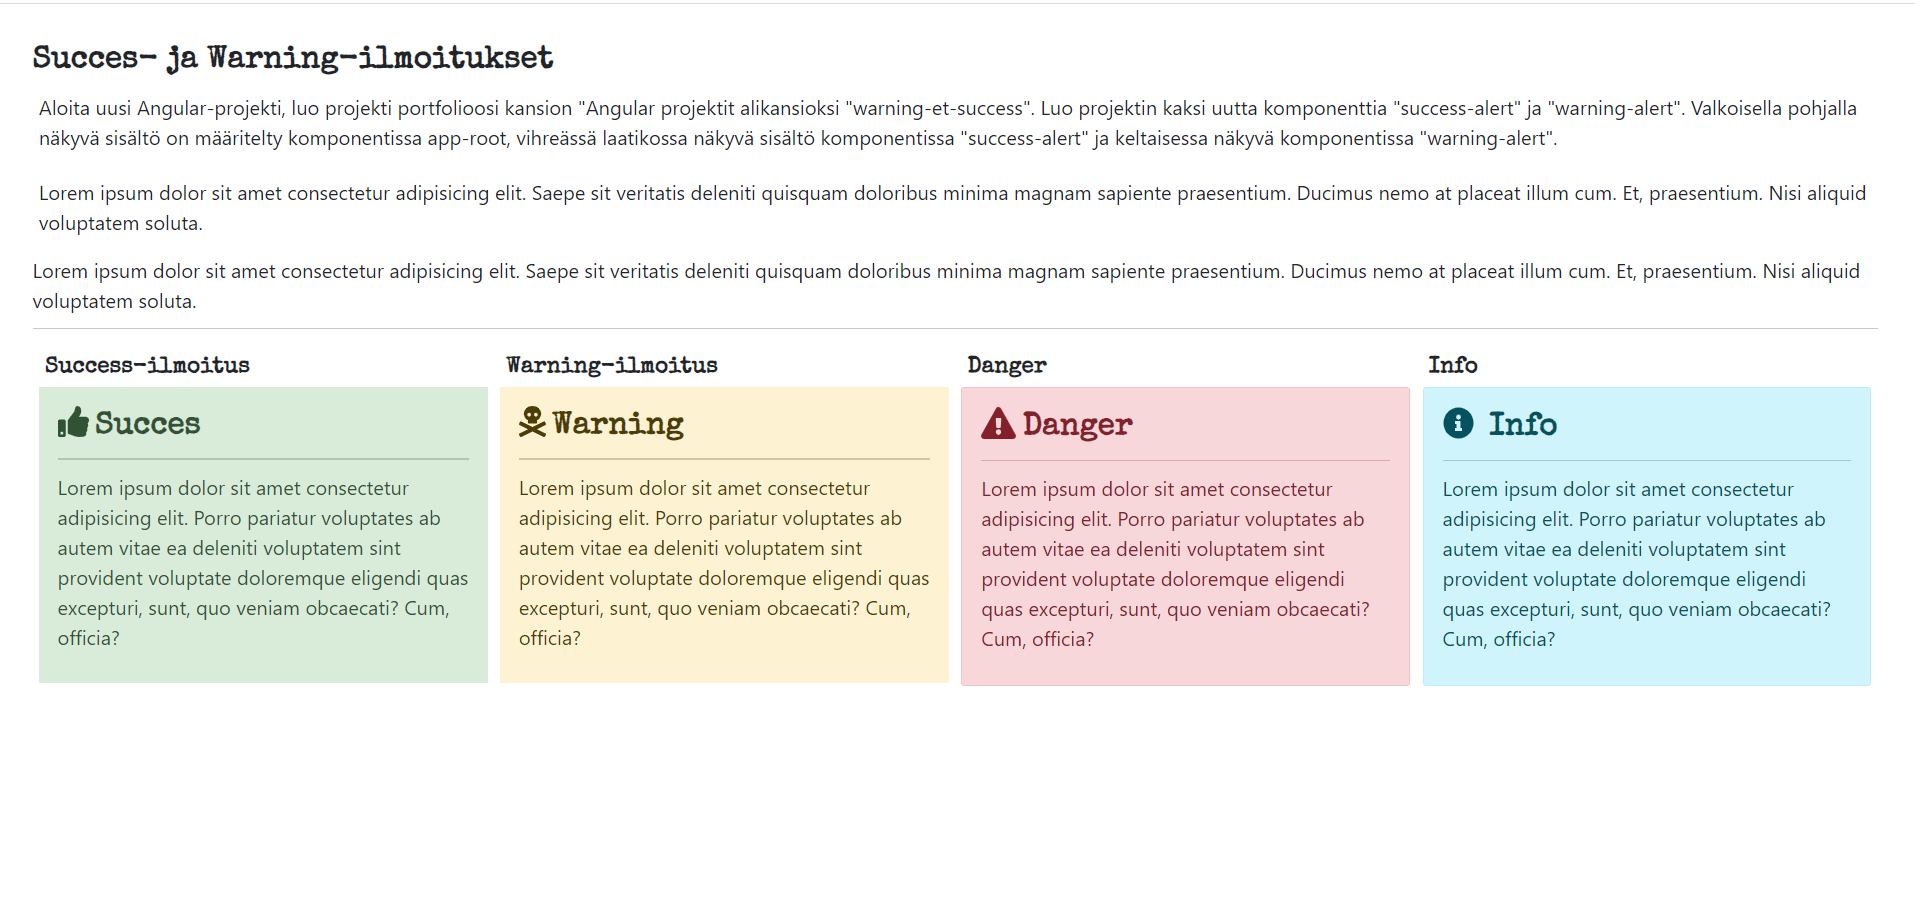 Succes- ja Warning-ilmoitukset
Aloita uusi Angular-projekti, luo projekti portfolioosi kansion "Angular projektit alikansioksi "warning-et-success". Luo projektin kaksi uutta komponenttia "success-alert" ja "warning-alert". Valkoisella pohjalla
näkyvä sisältö on määritelty komponentissa app-root, vihreässä laatikossa näkyvä sisältö komponentissa "success-alert" ja keltaisessa näkyvä komponentissa "warning-alert".
Lorem ipsum dolor sit amet consectetur adipisicing elit. Saepe sit veritatis deleniti quisquam doloribus minima magnam sapiente praesentium. Ducimus nemo at placeat illum cum. Et, praesentium. Nisi aliquid
voluptatem soluta.
Lorem ipsum dolor sit amet consectetur adipisicing elit. Saepe sit veritatis deleniti quisquam doloribus minima magnam sapiente praesentium. Ducimus nemo at placeat illum cum. Et, praesentium. Nisi aliquid
voluptatem soluta.
Success-ilmoitus
Succes
Lorem ipsum dolor sit amet consectetur
adipisicing elit. Porro pariatur voluptates ab
autem vitae ea deleniti voluptatem sint
provident voluptate doloremque eligendi quas
excepturi, sunt, quo veniam obcaecati? Cum,
officia?
Warning-ilmoitus
Warning
Lorem ipsum dolor sit amet consectetur
adipisicing elit. Porro pariatur voluptates ab
autem vitae ea deleniti voluptatem sint
provident voluptate doloremque eligendi quas
excepturi, sunt, quo veniam obcaecati? Cum,
officia?
Danger
Danger
Lorem ipsum dolor sit amet consectetur
adipisicing elit. Porro pariatur voluptates ab
autem vitae ea deleniti voluptatem sint
provident voluptate doloremque eligendi
quas excepturi, sunt, quo veniam obcaecati?
Cum, officia?
Info
Info
Lorem ipsum dolor sit amet consectetur
adipisicing elit. Porro pariatur voluptates ab
autem vitae ea deleniti voluptatem sint
provident voluptate doloremque eligendi
quas excepturi, sunt, quo veniam obcaecati?
Cum, officia?